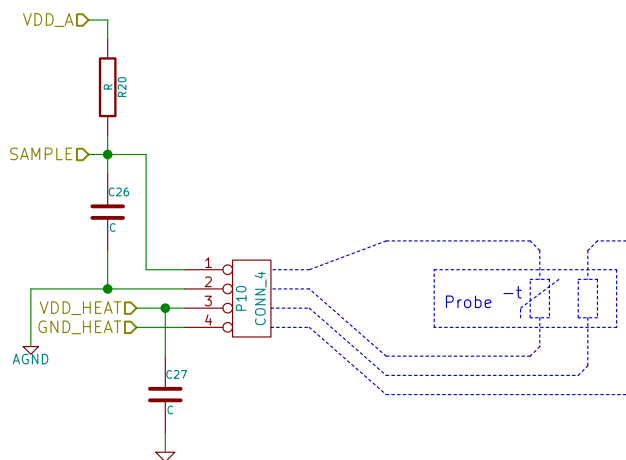 VDD_A
R
R20
SAMPLE
C26
C
1
2
3
4
P10
CONN_4
VDD_HEAT
GND_HEAT
AGND
Probe
-t
C27
C